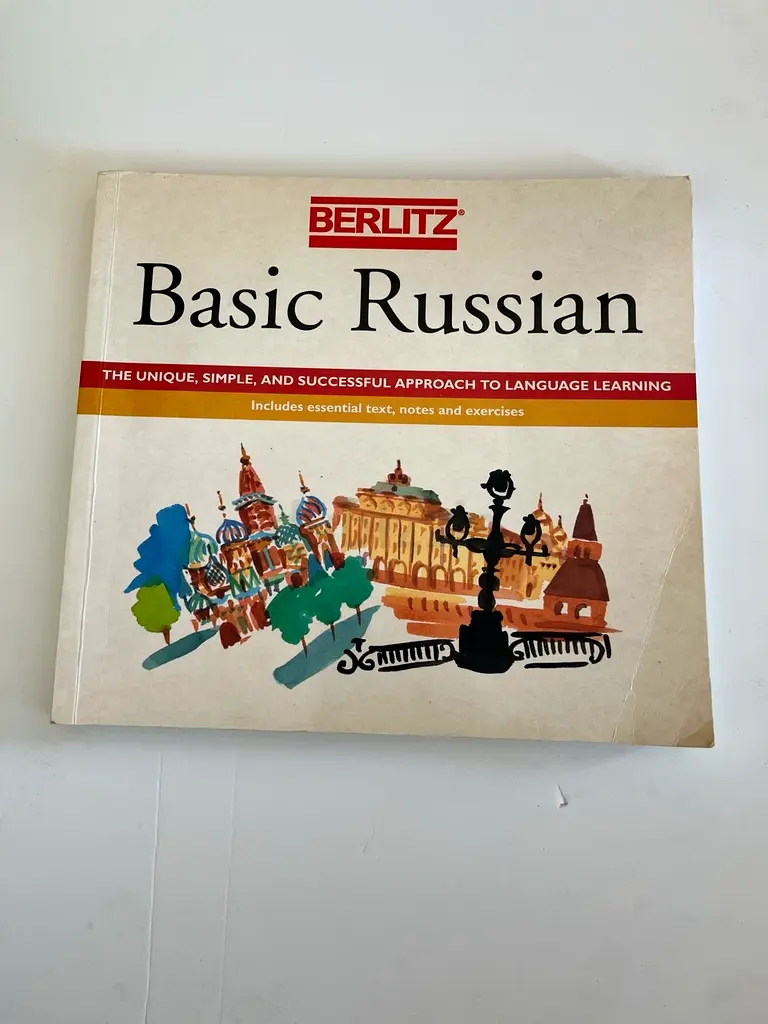 BERLITZ®
Basic Russian
THE UNIQUE, SIMPLE, AND SUCCESSFUL APPROACH TO LANGUAGE LEARNING
Includes essential text, notes and exercises